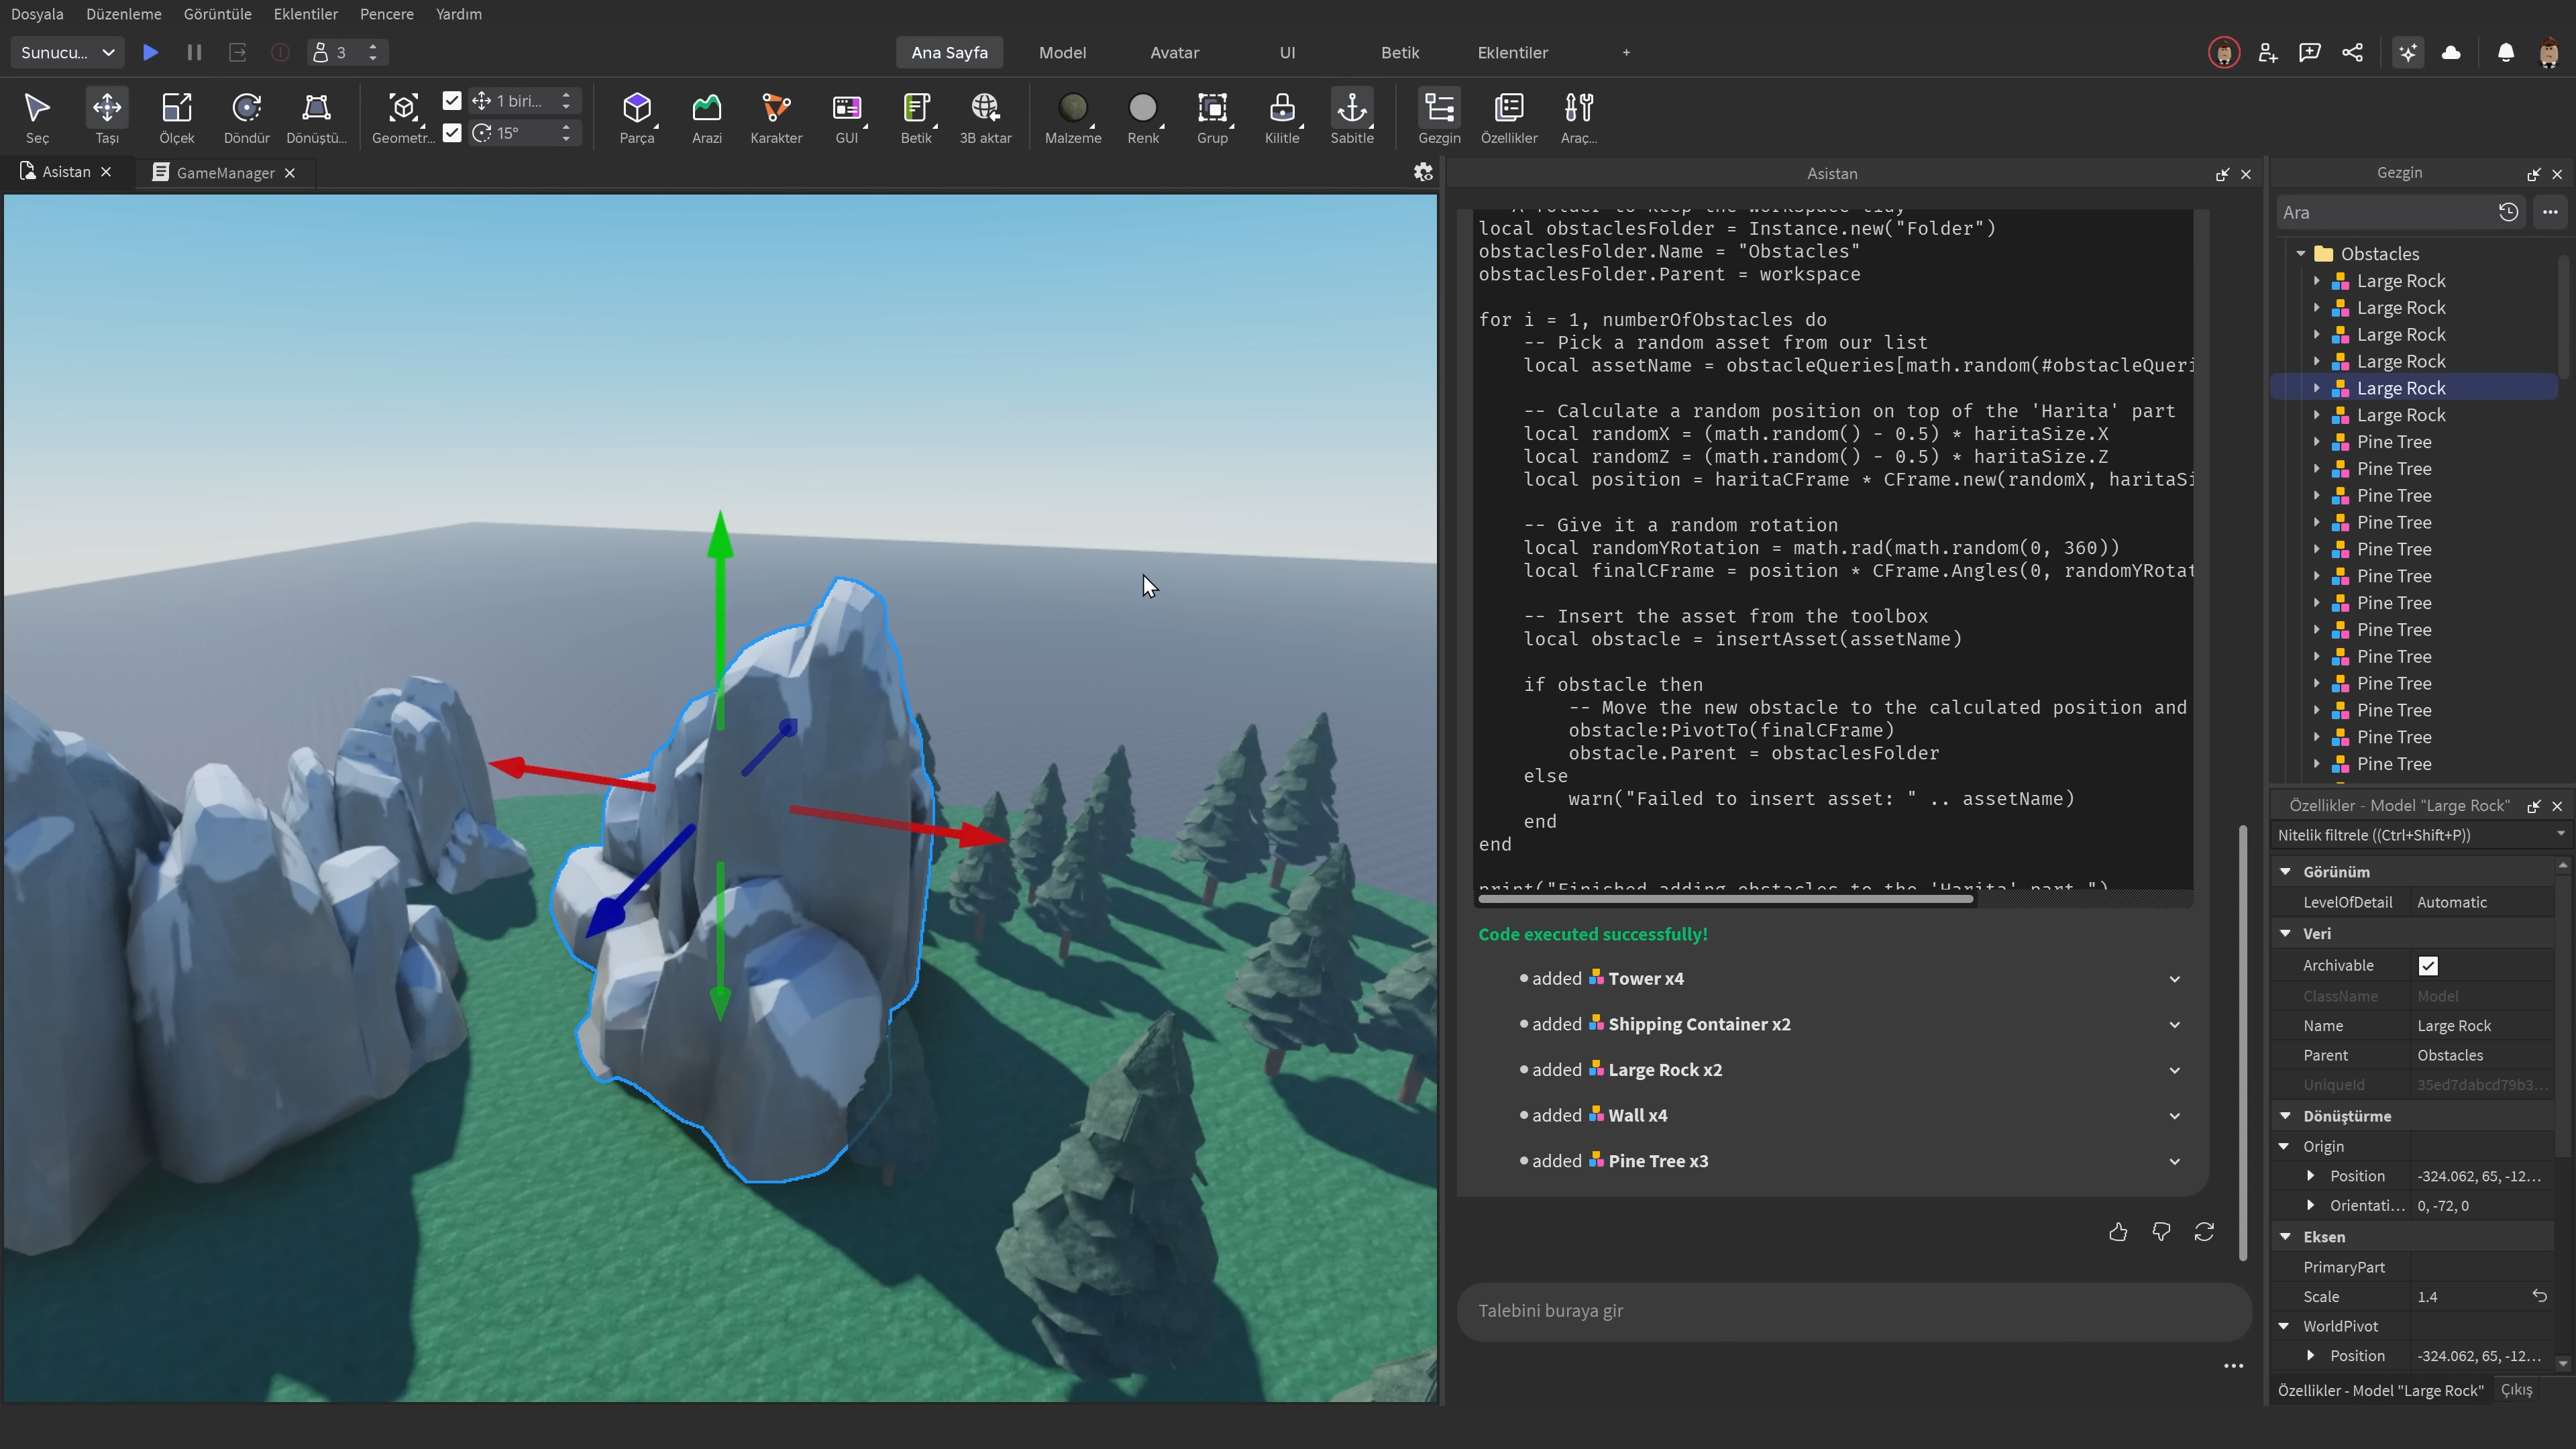 Dosyala Düzenleme Görüntüle Eklentiler Pencere Yardım
Sunucu... 3 Ana Sayfa Model Avatar UI Betik Eklentiler +
1 biri...
15°
Seç Taşı Ölçek Döndür Dönüştü... Geometr... Parça Arazi Karakter GUI Betik 3B aktar Malzeme Renk Grup Kilitle Sabitle Gezgin Özellikler Araç...
Asistan GameManager
Asistan
local obstaclesFolder = Instance.new("Folder")
obstaclesFolder.Name = "Obstacles"
obstaclesFolder.Parent = workspace
for i = 1, numberOfObstacles do
-- Pick a random asset from our list
local assetName = obstacleQueries[math.random(#obstacleQueri
-- Calculate a random position on top of the 'Harita' part
local randomX = (math.random() - 0.5) * haritaSize.X
local randomZ = (math.random() - 0.5) * haritaSize.Z
local position = haritaCFrame * CFrame.new(randomX, haritaSi
-- Give it a random rotation
local randomYRotation = math.rad(math.random(0, 360))
local finalCFrame = position * CFrame.Angles(0, randomYRotat
-- Insert the asset from the toolbox
local obstacle = insertAsset(assetName)
if obstacle then
-- Move the new obstacle to the calculated position and
obstacle:PivotTo(finalCFrame)
obstacle.Parent = obstaclesFolder
else
warn("Failed to insert asset: " .. assetName)
end
end
print("Finished adding obstacles to the 'Harita' part.")
Code executed successfully!
added Tower x4
added Shipping Container x2
added Large Rock x2
added Wall x4
added Pine Tree x3
Talebini buraya gir
Gezgin
Ara
Obstacles
Large Rock
Large Rock
Large Rock
Large Rock
Large Rock
Large Rock
Pine Tree
Pine Tree
Pine Tree
Pine Tree
Pine Tree
Pine Tree
Pine Tree
Pine Tree
Pine Tree
Pine Tree
Pine Tree
Pine Tree
Pine Tree
Özellikler - Model "Large Rock"
Nitelik filtrele ((Ctrl+Shift+P))
Görünüm
LevelOfDetail Automatic
Veri
Archivable
ClassName Model
Name Large Rock
Parent Obstacles
UniqueId 35ed7dabcd79b3...
Dönüştürme
Origin
Position -324.062, 65, -12...
Orientati... 0, -72, 0
Eksen
PrimaryPart
Scale 1.4
WorldPivot
Position -324.062, 65, -12...
Özellikler - Model "Large Rock" Çıkış